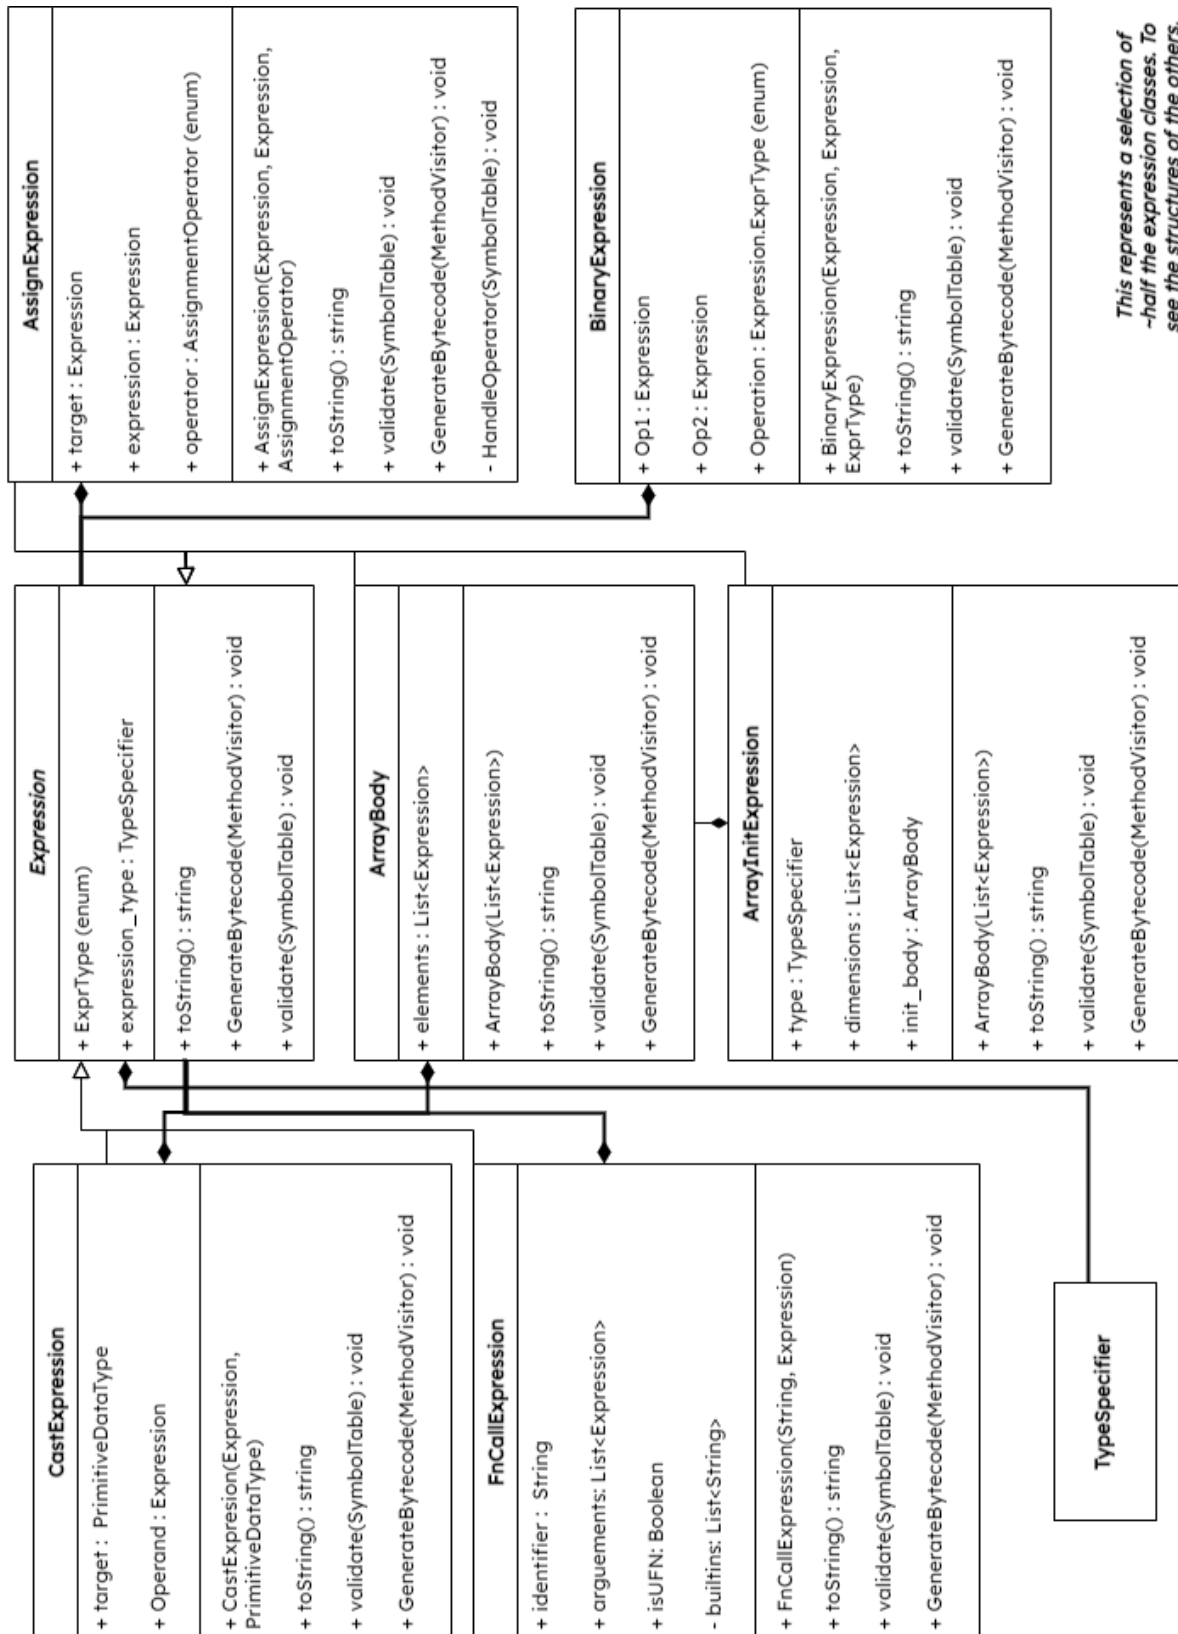 CastExpression
+ target : PrimitiveDataType
+ Operand : Expression
+ CastExpresion(Expression,
PrimitiveDataType)
+ toString() : string
+ validate(SymbolTable) : void
+ GenerateBytecode(MethodVisitor) : void
FnCallExpression
+ identifier : String
+ arguements: List<Expression>
+ isUFN: Boolean
- builtins: List<String>
+ FnCallExpression(String, Expression)
+ toString() : string
+ validate(SymbolTable) : void
+ GenerateBytecode(MethodVisitor) : void
TypeSpecifier
Expression
+ ExprType (enum)
+ expression_type : TypeSpecifier
+ toString() : string
+ GenerateBytecode(MethodVisitor) : void
+ validate(SymbolTable) : void
ArrayBody
+ elements : List<Expression>
+ ArrayBody(List<Expression>)
+ toString() : string
+ validate(SymbolTable) : void
+ GenerateBytecode(MethodVisitor) : void
ArrayInitExpression
+ type : TypeSpecifier
+ dimensions : List<Expression>
+ init_body : ArrayBody
+ ArrayBody(List<Expression>)
+ toString() : string
+ validate(SymbolTable) : void
+ GenerateBytecode(MethodVisitor) : void
AssignExpression
+ target : Expression
+ expression : Expression
+ operator : AssignmentOperator (enum)
+ AssignExpression(Expression, Expression,
AssignmentOperator)
+ toString() : string
+ validate(SymbolTable) : void
+ GenerateBytecode(MethodVisitor) : void
- HandleOperator(SymbolTable) : void
BinaryExpression
+ Op1 : Expression
+ Op2 : Expression
+ Operation : Expression.ExprType (enum)
+ BinaryExpression(Expression, Expression,
ExprType)
+ toString() : string
+ validate(SymbolTable) : void
+ GenerateBytecode(MethodVisitor) : void
This represents a selection of
~half the expression classes. To
see the structures of the others,